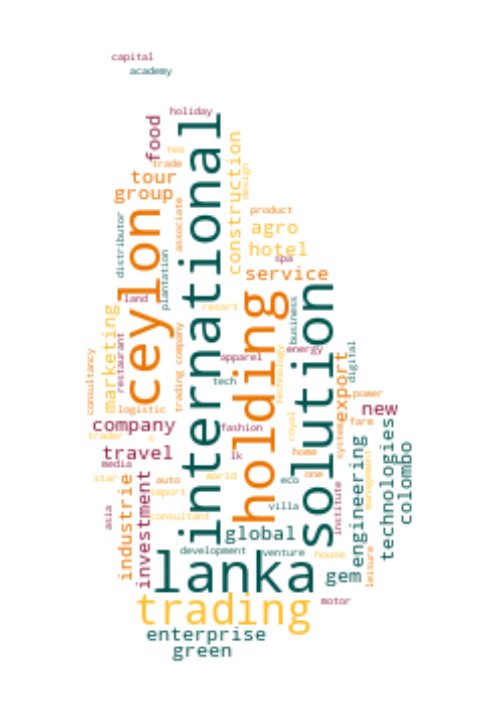 capital
academy
holiday
food
international
tea
trade
tour
group
construction
design
ceylon
distributor
associate
product
agro
hotel
spa
service
plantation
land
holding
solution
business
resort
marketing
restaurant
consultancy
trading company
apparel
energy
technology
digital
export
tech
power
logistic
new
company
trader
s
fashion
royal
farm
system
engineering
technologies
colombo
travel
lk
home
media
star
auto
world
eco
one
management
import
industrie
investment
asia
consultant
villa
institute
global
development
venture
house
leisure
lanka
gem
trading
motor
enterprise
green